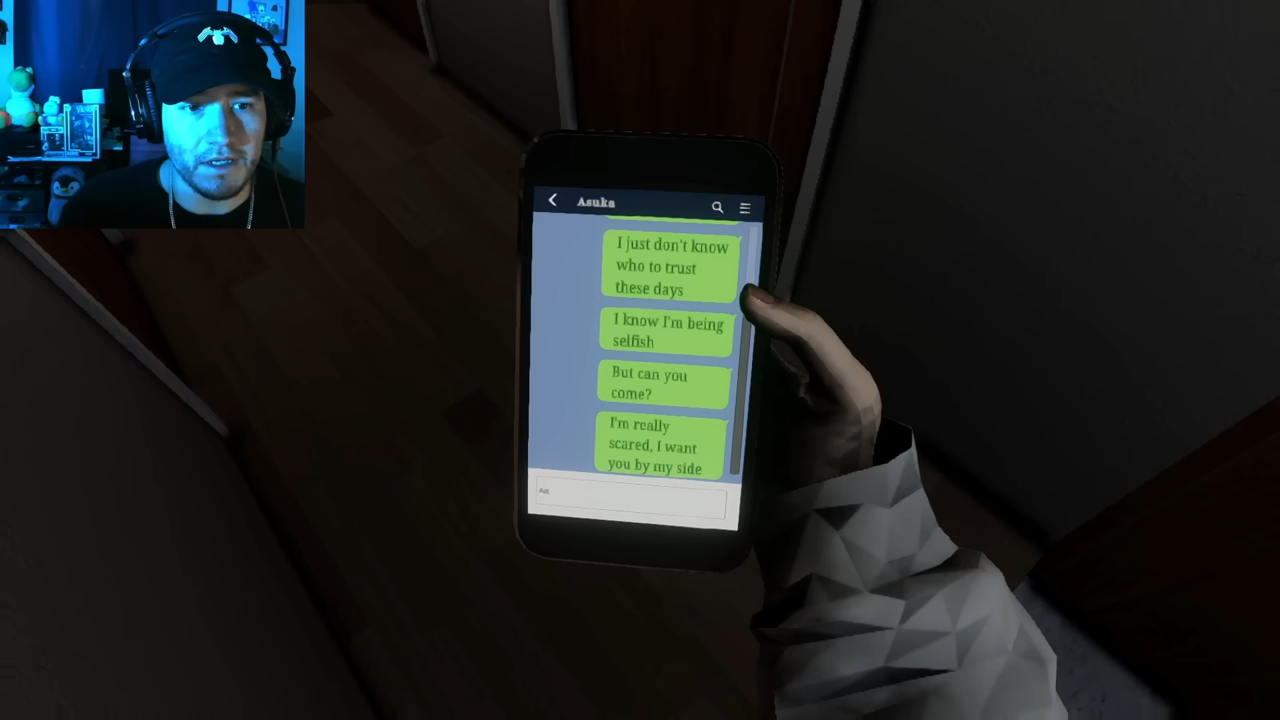 Asuka
I just don't know
who to trust
these days
I know I'm being
selfish
But can you
come?
I'm really
scared, I want
you by my side
Aa